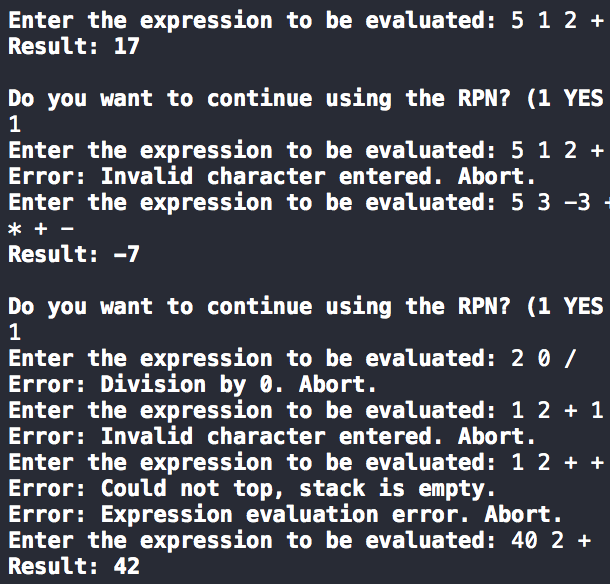 Enter the expression to be evaluated: 5 1 2 +
Result: 17
Do you want to continue using the RPN? (1 YES
1
Enter the expression to be evaluated: 5 1 2 +
Error: Invalid character entered. Abort.
Enter the expression to be evaluated: 5 3 -3 +
* + -
Result: -7
Do you want to continue using the RPN? (1 YES
1
Enter the expression to be evaluated: 2 0 /
Error: Division by 0. Abort.
Enter the expression to be evaluated: 1 2 + 1
Error: Invalid character entered. Abort.
Enter the expression to be evaluated: 1 2 + +
Error: Could not top, stack is empty.
Error: Expression evaluation error. Abort.
Enter the expression to be evaluated: 40 2 +
Result: 42